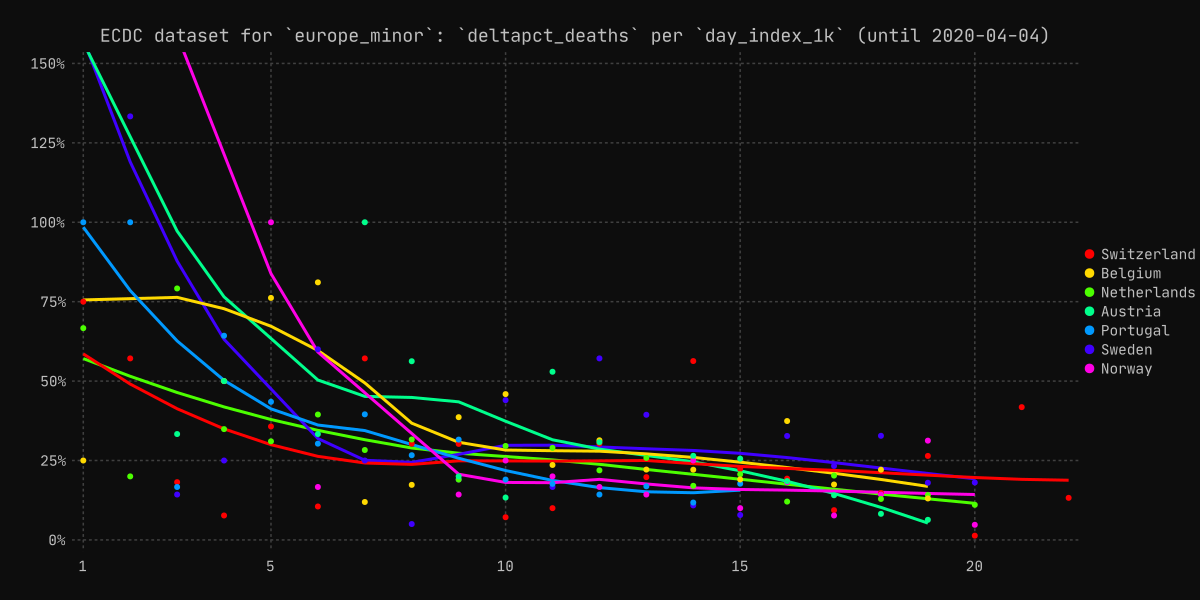 ECDC dataset for `europe_minor`: `deltapct_deaths` per `day_index_1k` (until 2020-04-04)
150%
125%
100%
75%
50%
25%
0%
1 5 10 15 20
Switzerland
Belgium
Netherlands
Austria
Portugal
Sweden
Norway